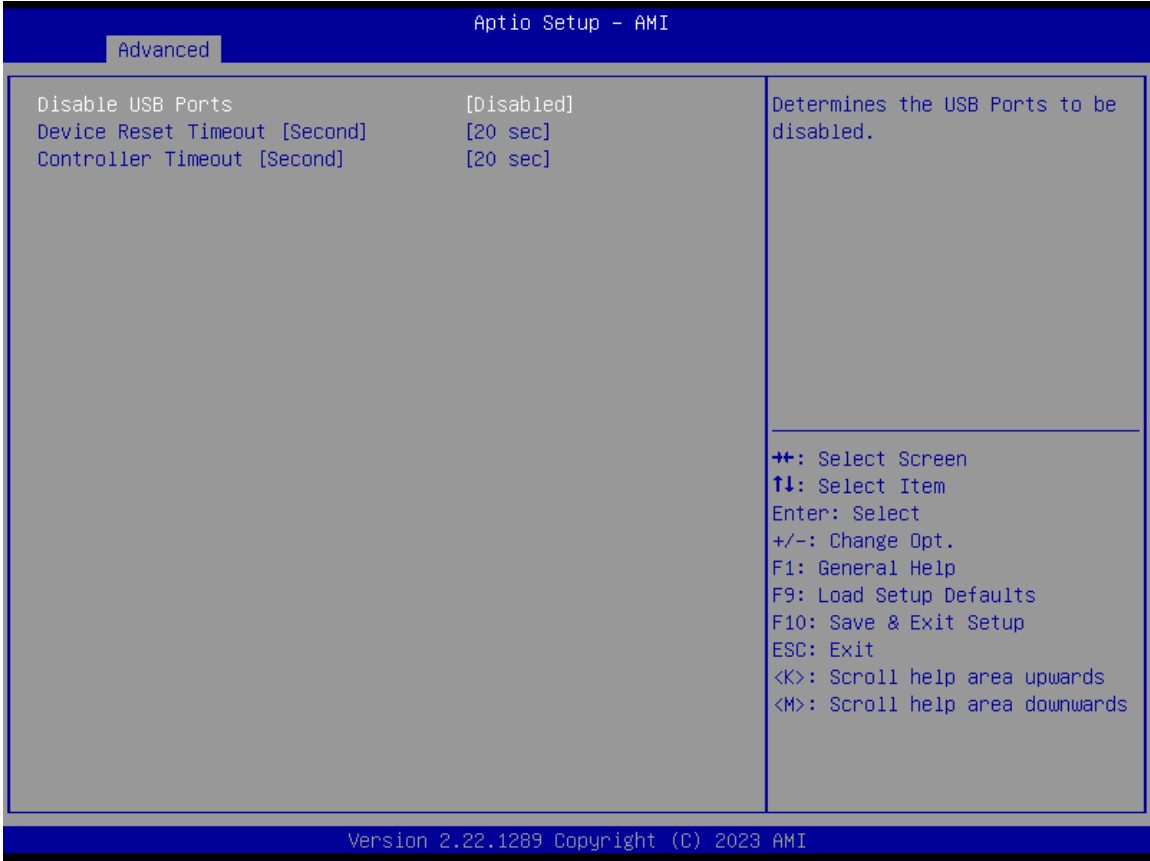 Aptio Setup – AMI
Advanced
Disable USB Ports [Disabled]
Device Reset Timeout [Second] [20 sec]
Controller Timeout [Second] [20 sec]
Determines the USB Ports to be
disabled.
→←: Select Screen
↑↓: Select Item
Enter: Select
+/-: Change Opt.
F1: General Help
F9: Load Setup Defaults
F10: Save & Exit Setup
ESC: Exit
<K>: Scroll help area upwards
<M>: Scroll help area downwards
Version 2.22.1289 Copyright (C) 2023 AMI